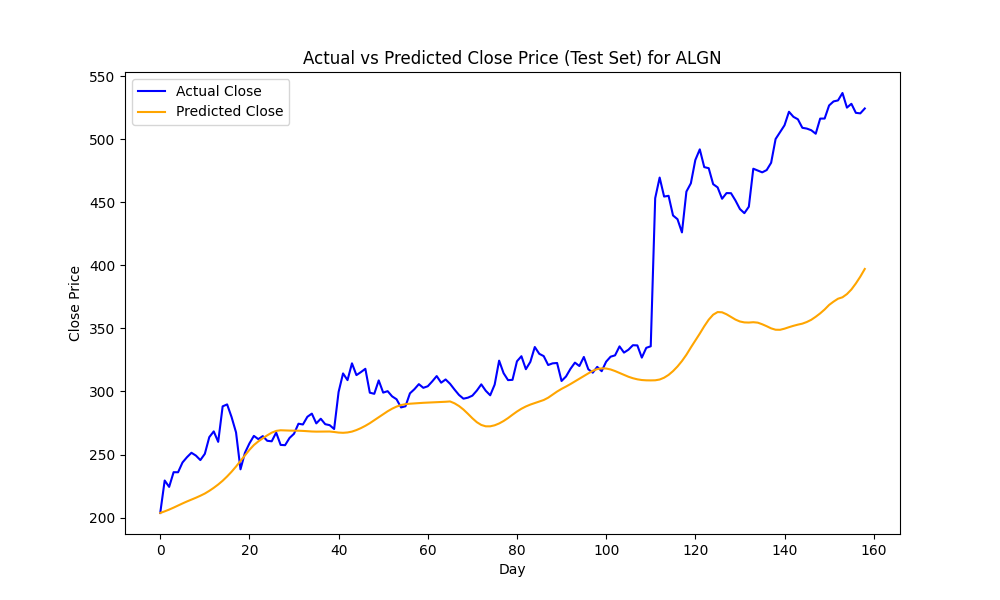 Actual vs Predicted Close Price (Test Set) for ALGN
Actual Close
Predicted Close
550
500
450
400
350
300
250
200
Close Price
0 20 40 60 80 100 120 140 160
Day